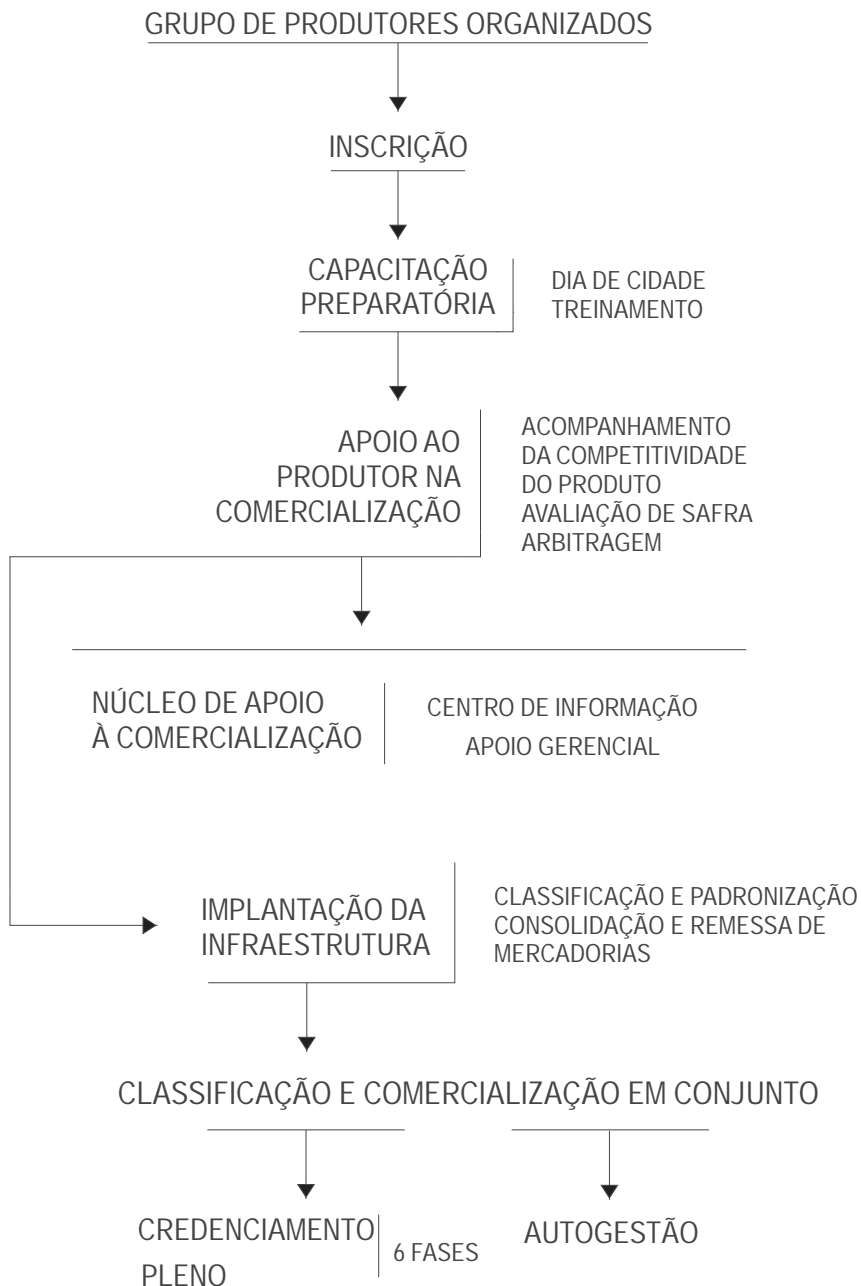 GRUPO DE PRODUTORES ORGANIZADOS
INSCRIÇÃO
CAPACITAÇÃO
PREPARATÓRIA
DIA DE CIDADE
TREINAMENTO
APOIO AO
PRODUTOR NA
COMERCIALIZAÇÃO
ACOMPANHAMENTO
DA COMPETITIVIDADE
DO PRODUTO
AVALIAÇÃO DE SAFRA
ARBITRAGEM
NÚCLEO DE APOIO
À COMERCIALIZAÇÃO
CENTRO DE INFORMAÇÃO
APOIO GERENCIAL
IMPLANTAÇÃO DA
INFRAESTRUTURA
CLASSIFICAÇÃO E PADRONIZAÇÃO
CONSOLIDAÇÃO E REMESSA DE
MERCADORIAS
CLASSIFICAÇÃO E COMERCIALIZAÇÃO EM CONJUNTO
CREDENCIAMENTO
PLENO
6 FASES
AUTOGESTÃO